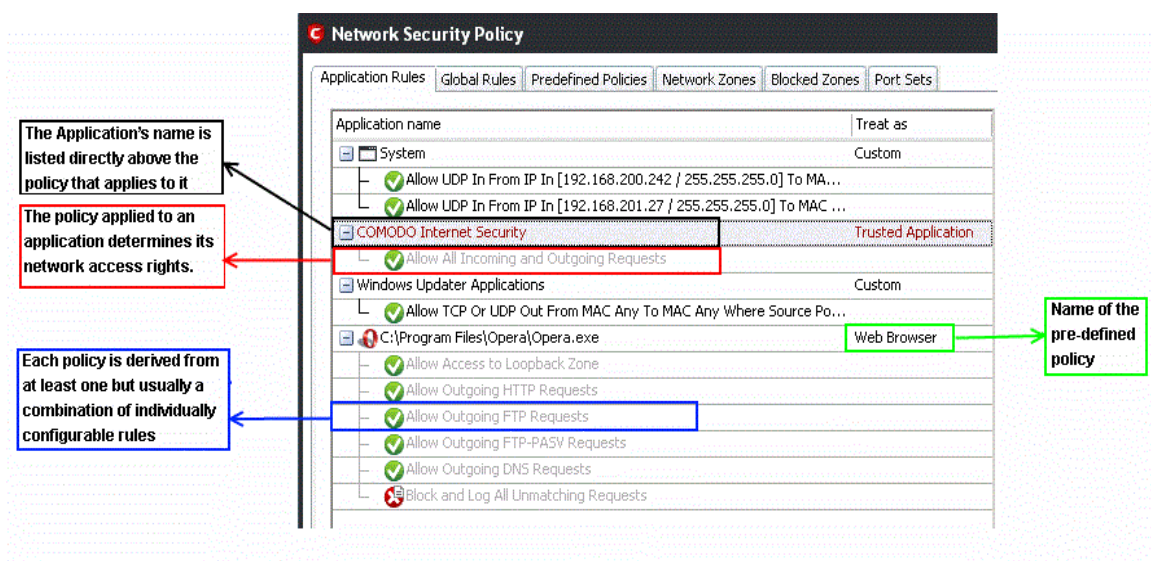 Network Security Policy
Application Rules
Global Rules
Predefined Policies
Network Zones
Blocked Zones
Port Sets
Application name
Treat as
System
Custom
Allow UDP In From IP In [192.168.200.242 / 255.255.255.0] To MA...
Allow UDP In From IP In [192.168.201.27 / 255.255.255.0] To MAC ...
COMODO Internet Security
Trusted Application
Allow All Incoming and Outgoing Requests
Windows Updater Applications
Custom
Allow TCP Or UDP Out From MAC Any To MAC Any Where Source Po...
C:\Program Files\Opera\Opera.exe
Web Browser
Allow Access to Loopback Zone
Allow Outgoing HTTP Requests
Allow Outgoing FTP Requests
Allow Outgoing FTP-PASV Requests
Allow Outgoing DNS Requests
Block and Log All Unmatching Requests
The Application's name is
listed directly above the
policy that applies to it
The policy applied to an
application determines its
network access rights.
Each policy is derived from
at least one but usually a
combination of individually
configurable rules
Name of the
pre-defined
policy